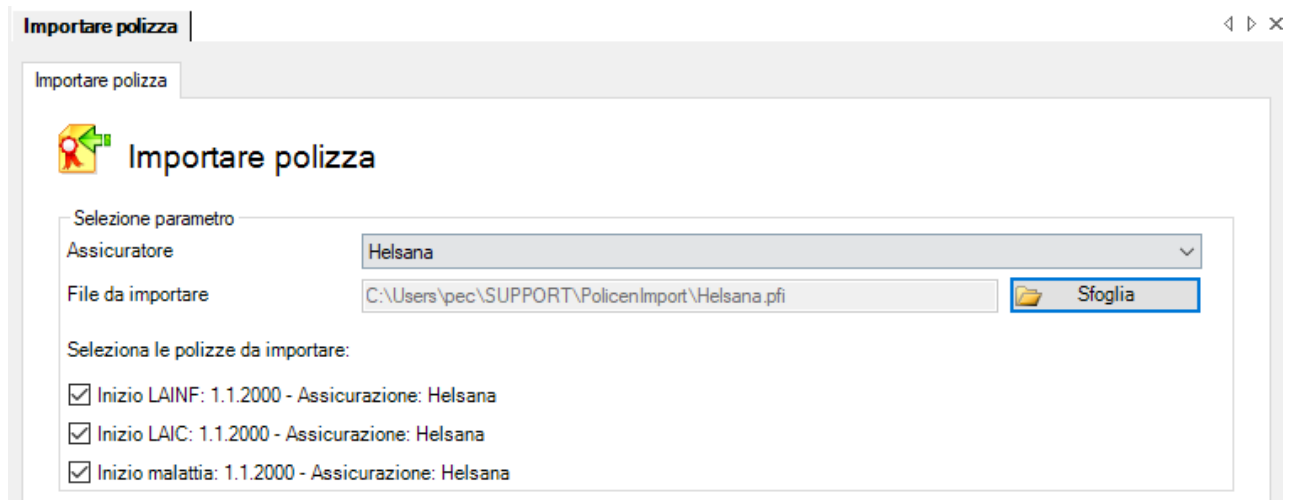 Importare polizza
Importare polizza
Importare polizza
Selezione parametro
Assicuratore Helsana
File da importare C:\Users\pec\SUPPORT\PolicenImport\Helsana.pfi Sfoglia
Seleziona le polizze da importare:
Inizio LAINF: 1.1.2000 - Assicurazione: Helsana
Inizio LAIC: 1.1.2000 - Assicurazione: Helsana
Inizio malattia: 1.1.2000 - Assicurazione: Helsana